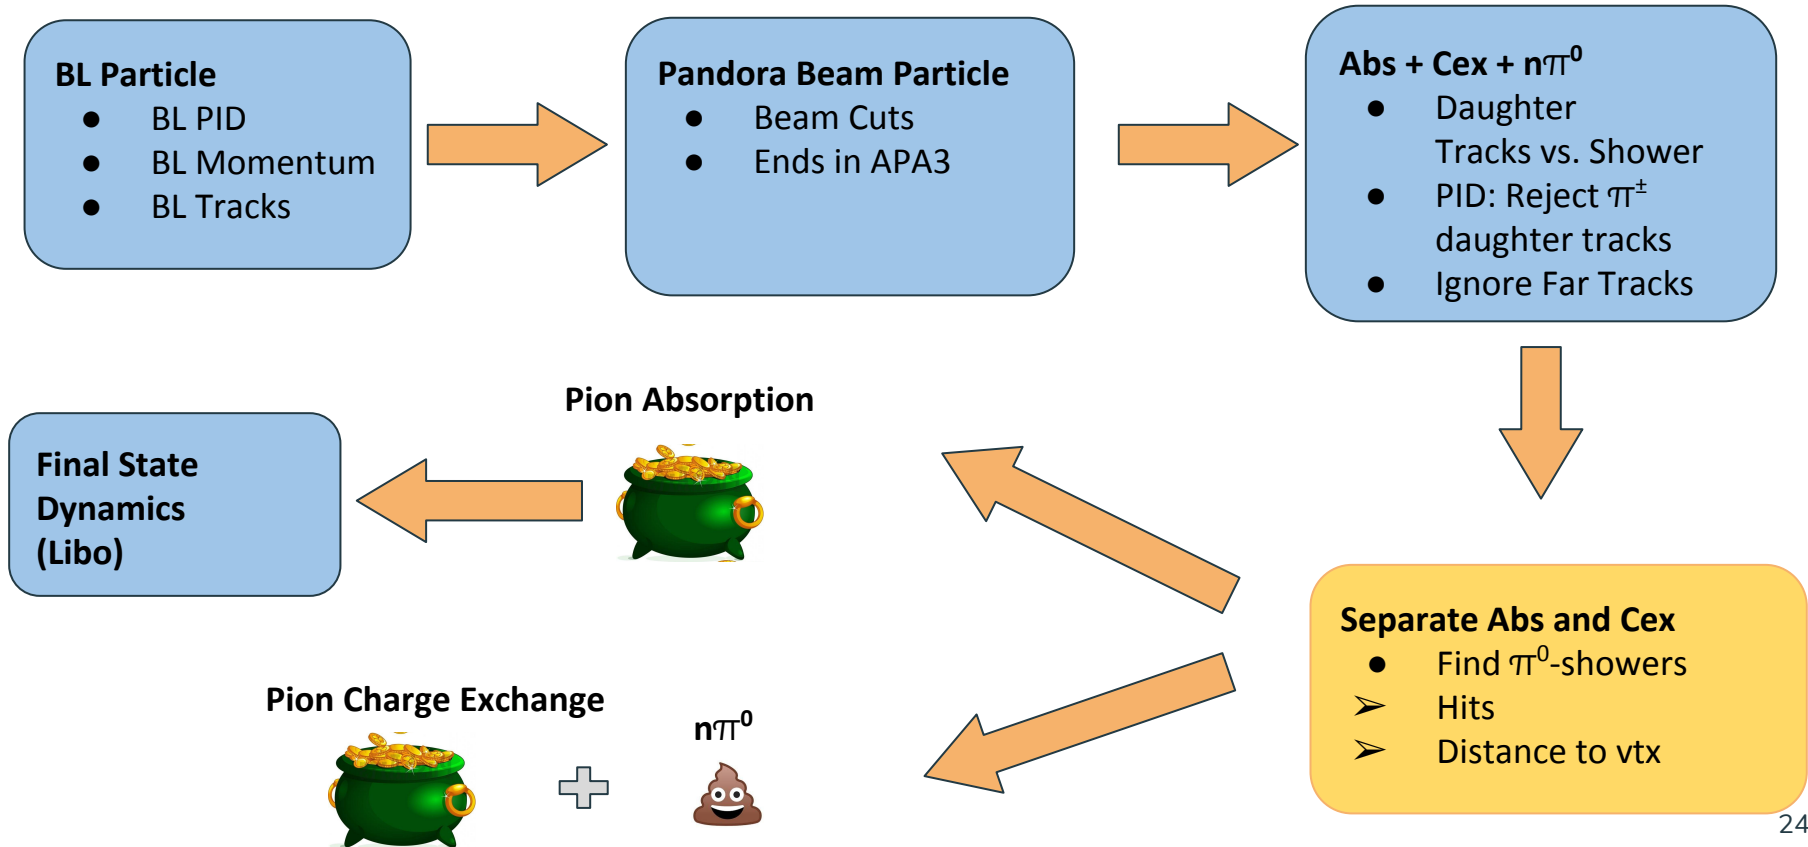 BL Particle
● BL PID
● BL Momentum
● BL Tracks
Pandora Beam Particle
● Beam Cuts
● Ends in APA3
Abs + Cex + nπ⁰
● Daughter
Tracks vs. Shower
● PID: Reject π±
daughter tracks
● Ignore Far Tracks
Separate Abs and Cex
● Find π⁰-showers
➢ Hits
➢ Distance to vtx
Pion Absorption
Final State
Dynamics
(Libo)
Pion Charge Exchange
nπ⁰
24